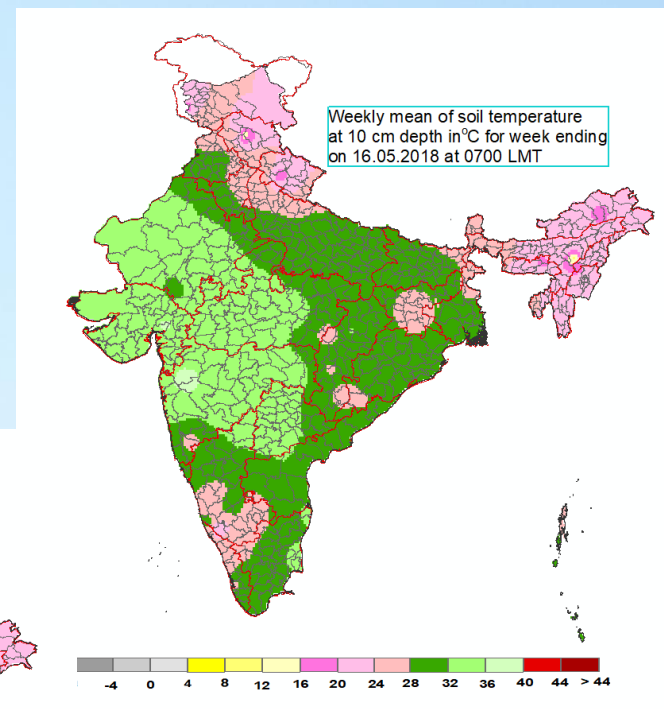 Weekly mean of soil temperature
at 10 cm depth in°C for week ending
on 16.05.2018 at 0700 LMT
-4 0 4 8 12 16 20 24 28 32 36 40 44 > 44